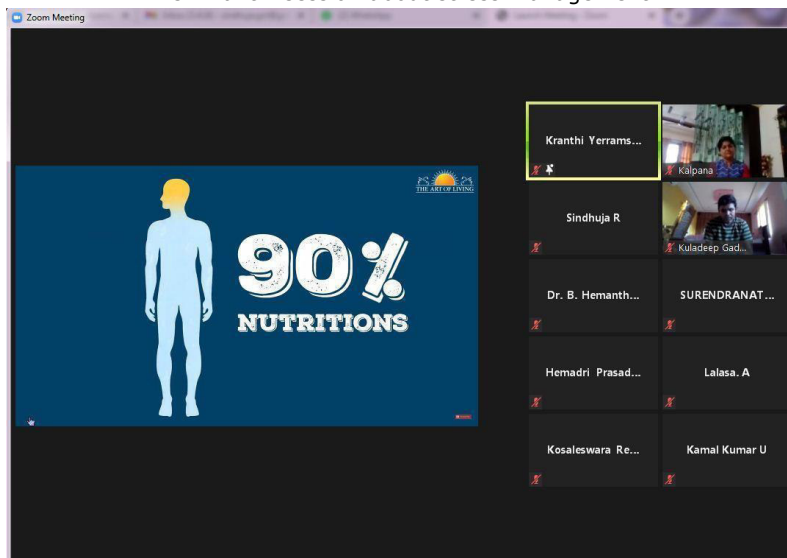 Zoom Meeting
THE ART OF LIVING
90%
NUTRITIONS
Kranthi Yerrams...
Kalpana
Sindhuja R
Kuladeep Gad...
Dr. B. Hemanth...
SURENDRANAT...
Hemadri Prasad...
Lalasa. A
Kosaleswara Re...
Kamal Kumar U